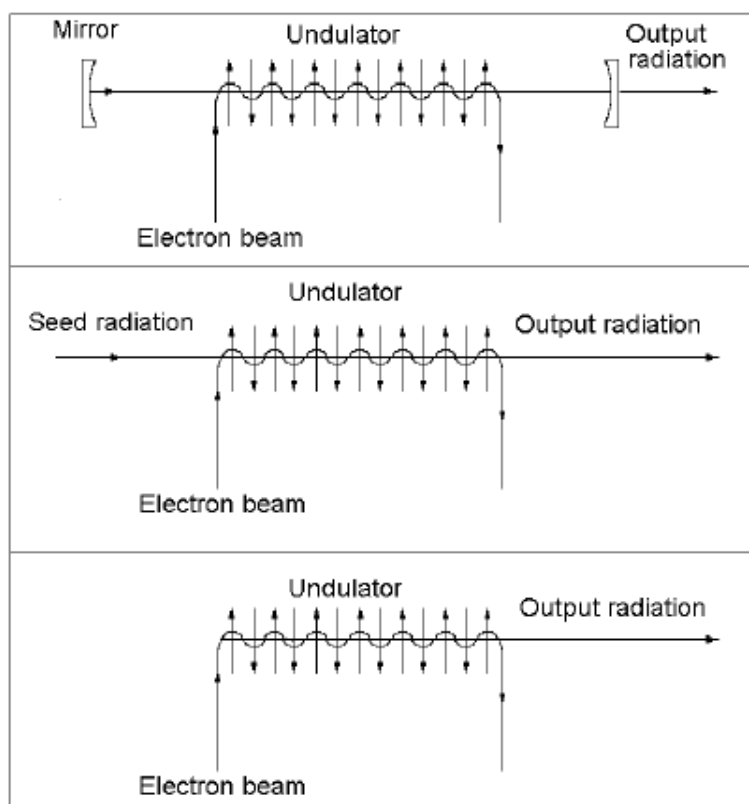 Mirror
Undulator
Output
radiation
Electron beam
Undulator
Seed radiation
Output radiation
Electron beam
Undulator
Output radiation
Electron beam